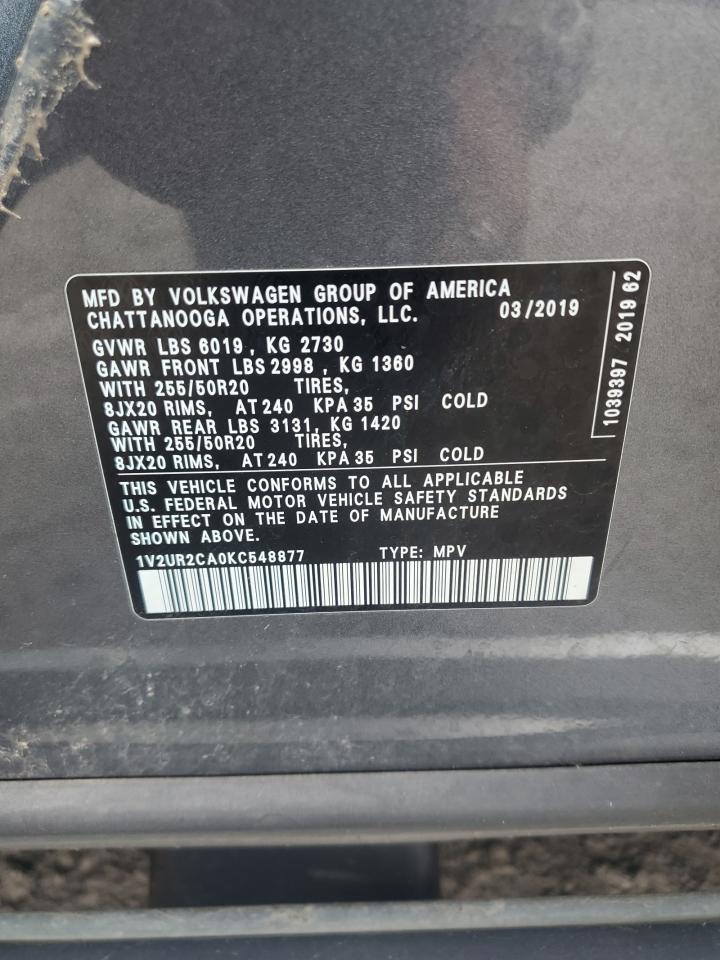 MFD BY VOLKSWAGEN GROUP OF AMERICA
CHATTANOOGA OPERATIONS, LLC. 03/2019
GVWR LBS 6019 , KG 2730
GAWR FRONT LBS 2998 , KG 1360
WITH 255/50R20 TIRES,
8JX20 RIMS, AT 240 KPA 35 PSI COLD
GAWR REAR LBS 3131, KG 1420
WITH 255/50R20 TIRES,
8JX20 RIMS, AT 240 KPA 35 PSI COLD
THIS VEHICLE CONFORMS TO ALL APPLICABLE
U.S. FEDERAL MOTOR VEHICLE SAFETY STANDARDS
IN EFFECT ON THE DATE OF MANUFACTURE
SHOWN ABOVE.
1V2UR2CA0KC548877 TYPE: MPV
1039397 2019 62